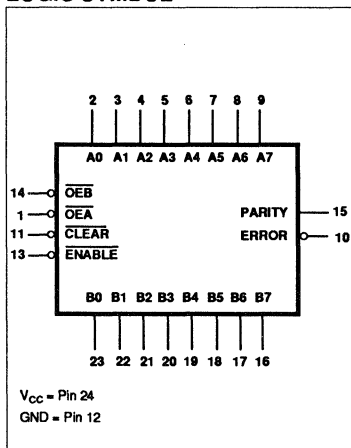 2 3 4 5 6 7 8 9
A0 A1 A2 A3 A4 A5 A6 A7
14 OEB
1 OEA
PARITY 15
11 CLEAR
ERROR 10
13 ENABLE
B0 B1 B2 B3 B4 B5 B6 B7
23 22 21 20 19 18 17 16
VCC = Pin 24
GND = Pin 12